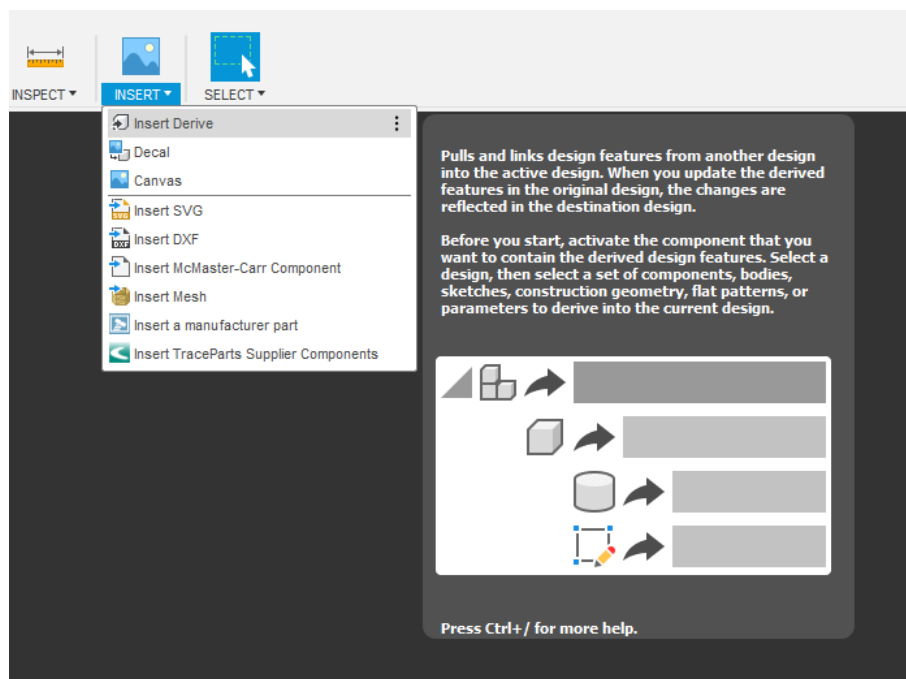 INSPECT
INSERT
SELECT
Insert Derive
Decal
Canvas
Insert SVG
Insert DXF
Insert McMaster-Carr Component
Insert Mesh
Insert a manufacturer part
Insert TraceParts Supplier Components
Pulls and links design features from another design
into the active design. When you update the derived
features in the original design, the changes are
reflected in the destination design.
Before you start, activate the component that you
want to contain the derived design features. Select a
design, then select a set of components, bodies,
sketches, construction geometry, flat patterns, or
parameters to derive into the current design.
Press Ctrl+/ for more help.